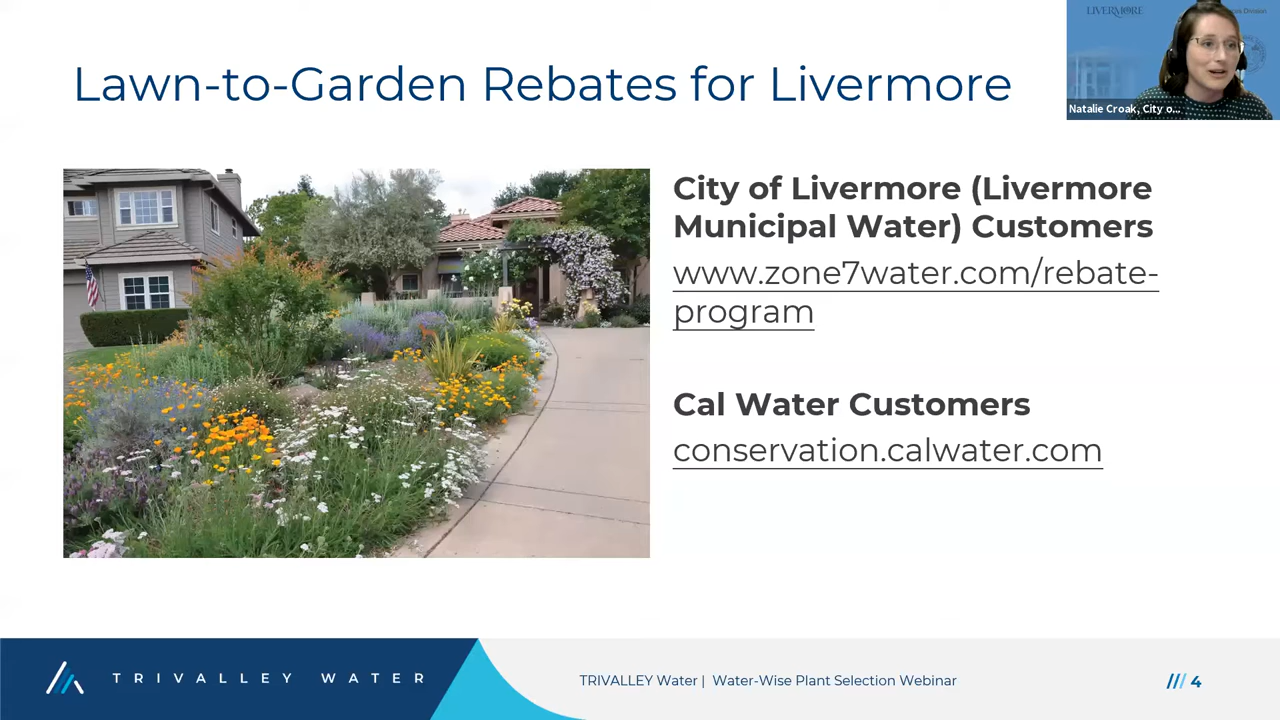 Lawn-to-Garden Rebates for Livermore
LIVERMORE
Natalie Croak, City o...
City of Livermore (Livermore
Municipal Water) Customers
www.zone7water.com/rebate-
program
Cal Water Customers
conservation.calwater.com
TRIVALLEY WATER
TRIVALLEY Water | Water-Wise Plant Selection Webinar
4